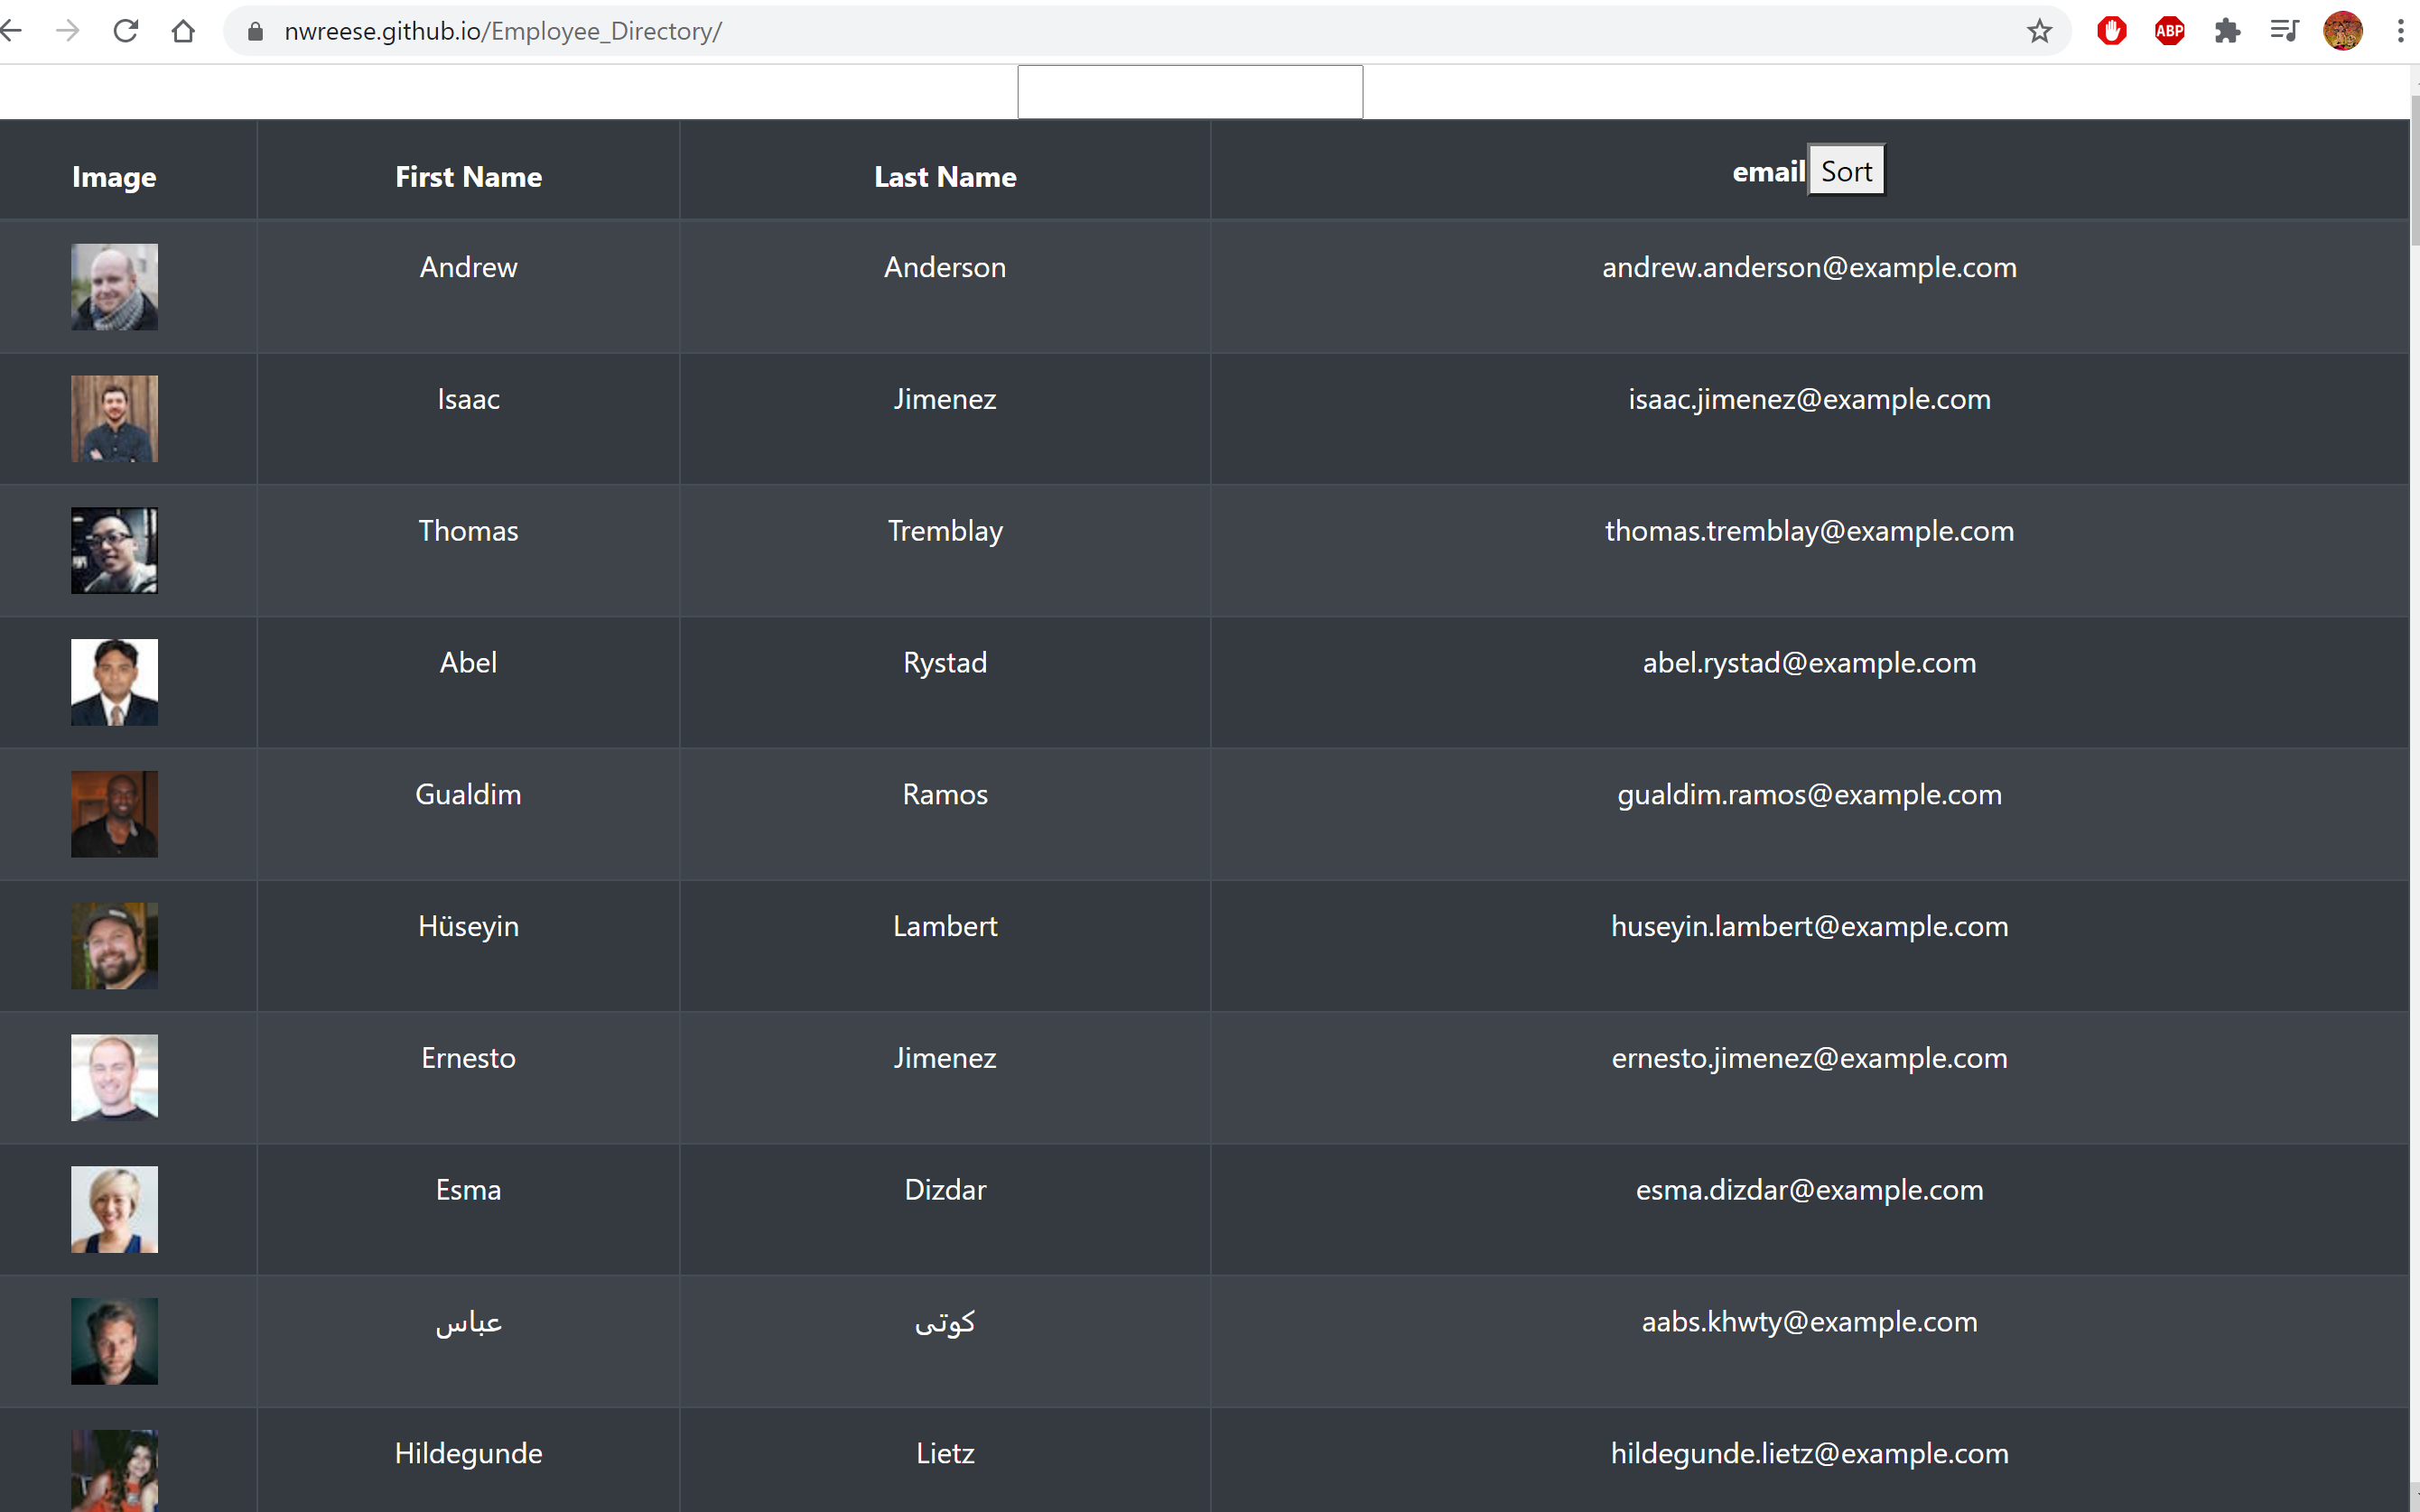 nwreese.github.io/Employee_Directory/
ABP
Image First Name Last Name email Sort
Andrew Anderson andrew.anderson@example.com
Isaac Jimenez isaac.jimenez@example.com
Thomas Tremblay thomas.tremblay@example.com
Abel Rystad abel.rystad@example.com
Gualdim Ramos gualdim.ramos@example.com
Hüseyin Lambert huseyin.lambert@example.com
Ernesto Jimenez ernesto.jimenez@example.com
Esma Dizdar esma.dizdar@example.com
عباس کوتی aabs.khwty@example.com
Hildegunde Lietz hildegunde.lietz@example.com